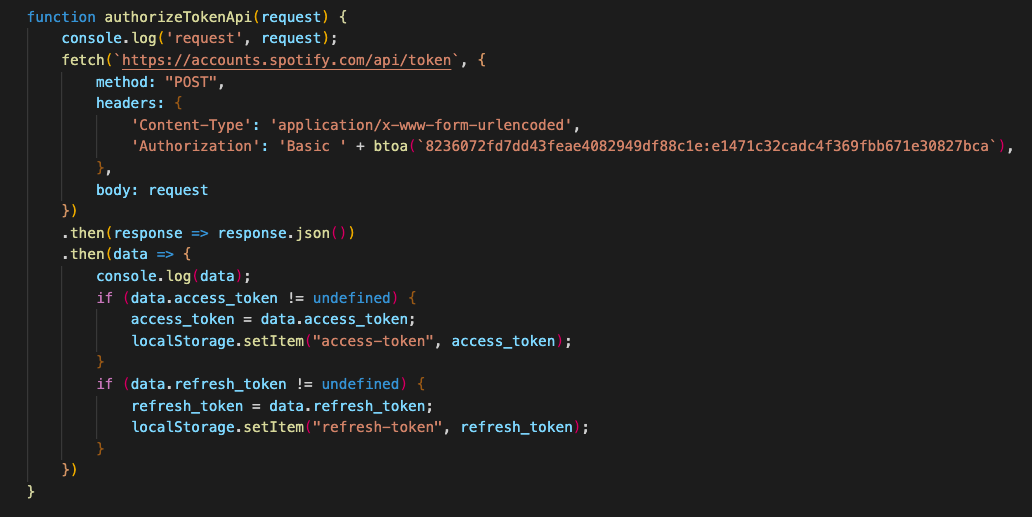 function authorizeTokenApi(request) {
console.log('request', request);
fetch(`https://accounts.spotify.com/api/token`, {
method: "POST",
headers: {
'Content-Type': 'application/x-www-form-urlencoded',
'Authorization': 'Basic ' + btoa(`8236072fd7dd43feae4082949df88c1e:e1471c32cadc4f369fbb671e30827bca`),
},
body: request
})
.then(response => response.json())
.then(data => {
console.log(data);
if (data.access_token != undefined) {
access_token = data.access_token;
localStorage.setItem("access-token", access_token);
}
if (data.refresh_token != undefined) {
refresh_token = data.refresh_token;
localStorage.setItem("refresh-token", refresh_token);
}
})
}